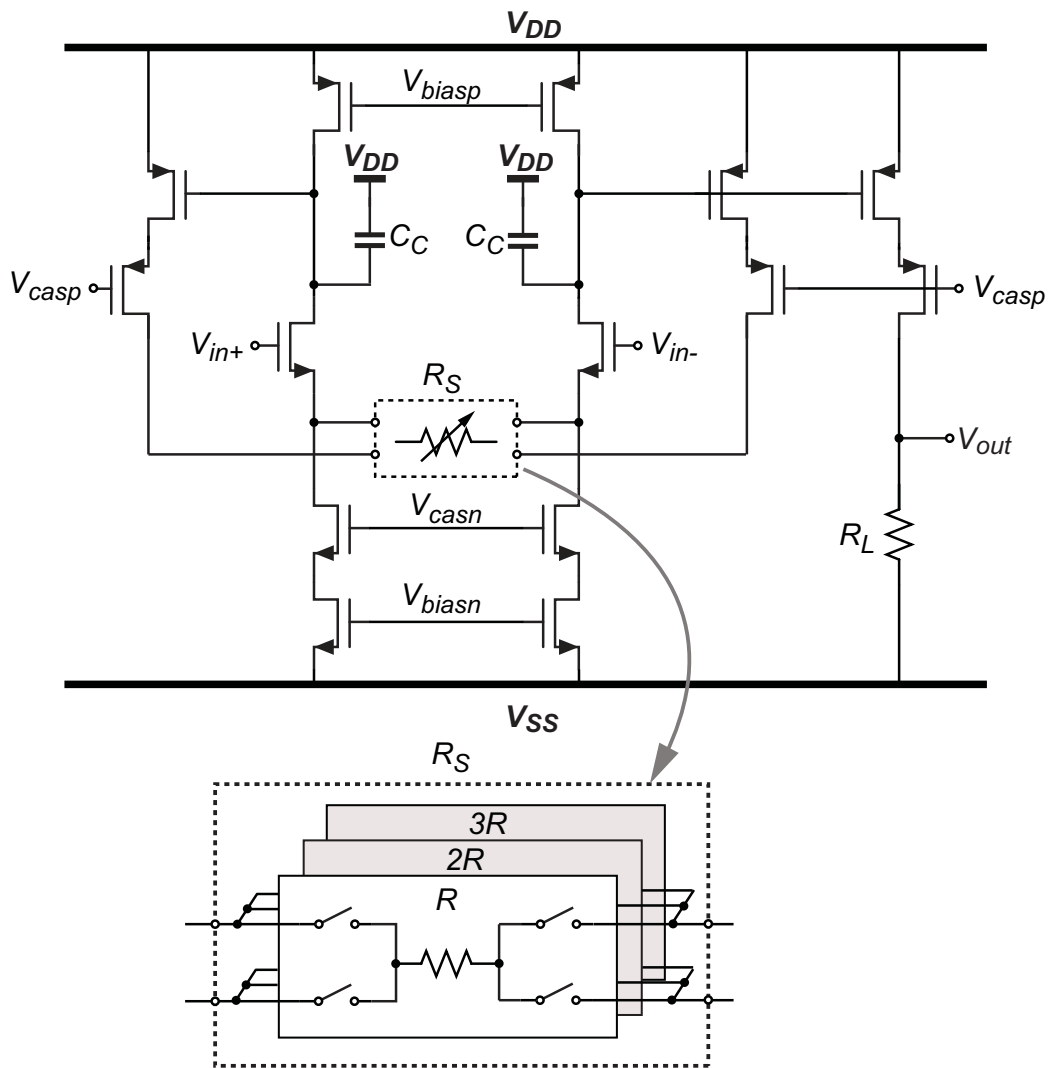 VDD
Vbiasp
VDD
VDD
CC
CC
Vcasp
Vcasp
Vin+
Vin-
RS
Vout
Vcasn
RL
Vbiasn
VSS
RS
3R
2R
R